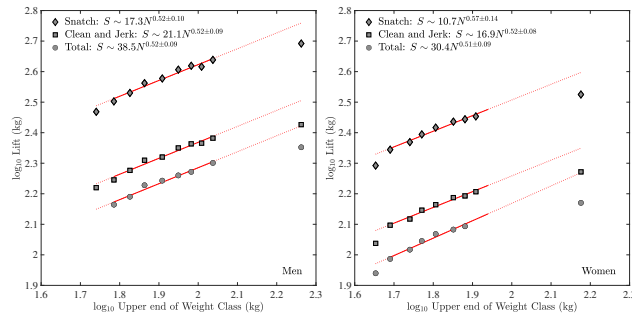 Snatch: S ∼ 17.3N^0.52±0.10
Clean and Jerk: S ∼ 21.1N^0.52±0.09
Total: S ∼ 38.5N^0.52±0.09
2.8
2.7
2.6
2.5
2.4
2.3
2.2
2.1
2
1.9
log10 Lift (kg)
Men
1.6 1.7 1.8 1.9 2 2.1 2.2 2.3
log10 Upper end of Weight Class (kg)
Snatch: S ∼ 10.7N^0.57±0.14
Clean and Jerk: S ∼ 16.9N^0.52±0.08
Total: S ∼ 30.4N^0.51±0.09
2.8
2.7
2.6
2.5
2.4
2.3
2.2
2.1
2
1.9
log10 Lift (kg)
Women
1.6 1.7 1.8 1.9 2 2.1 2.2 2.3
log10 Upper end of Weight Class (kg)